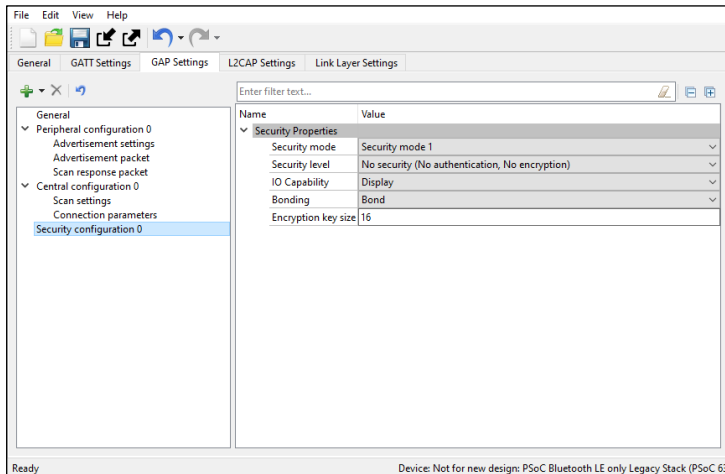 File Edit View Help
General GATT Settings GAP Settings L2CAP Settings Link Layer Settings
Enter filter text...
General
Peripheral configuration 0
Advertisement settings
Advertisement packet
Scan response packet
Central configuration 0
Scan settings
Connection parameters
Security configuration 0
Name Value
Security Properties
Security mode Security mode 1
Security level No security (No authentication, No encryption)
IO Capability Display
Bonding Bond
Encryption key size 16
Ready Device: Not for new design: PSoC Bluetooth LE only Legacy Stack (PSoC